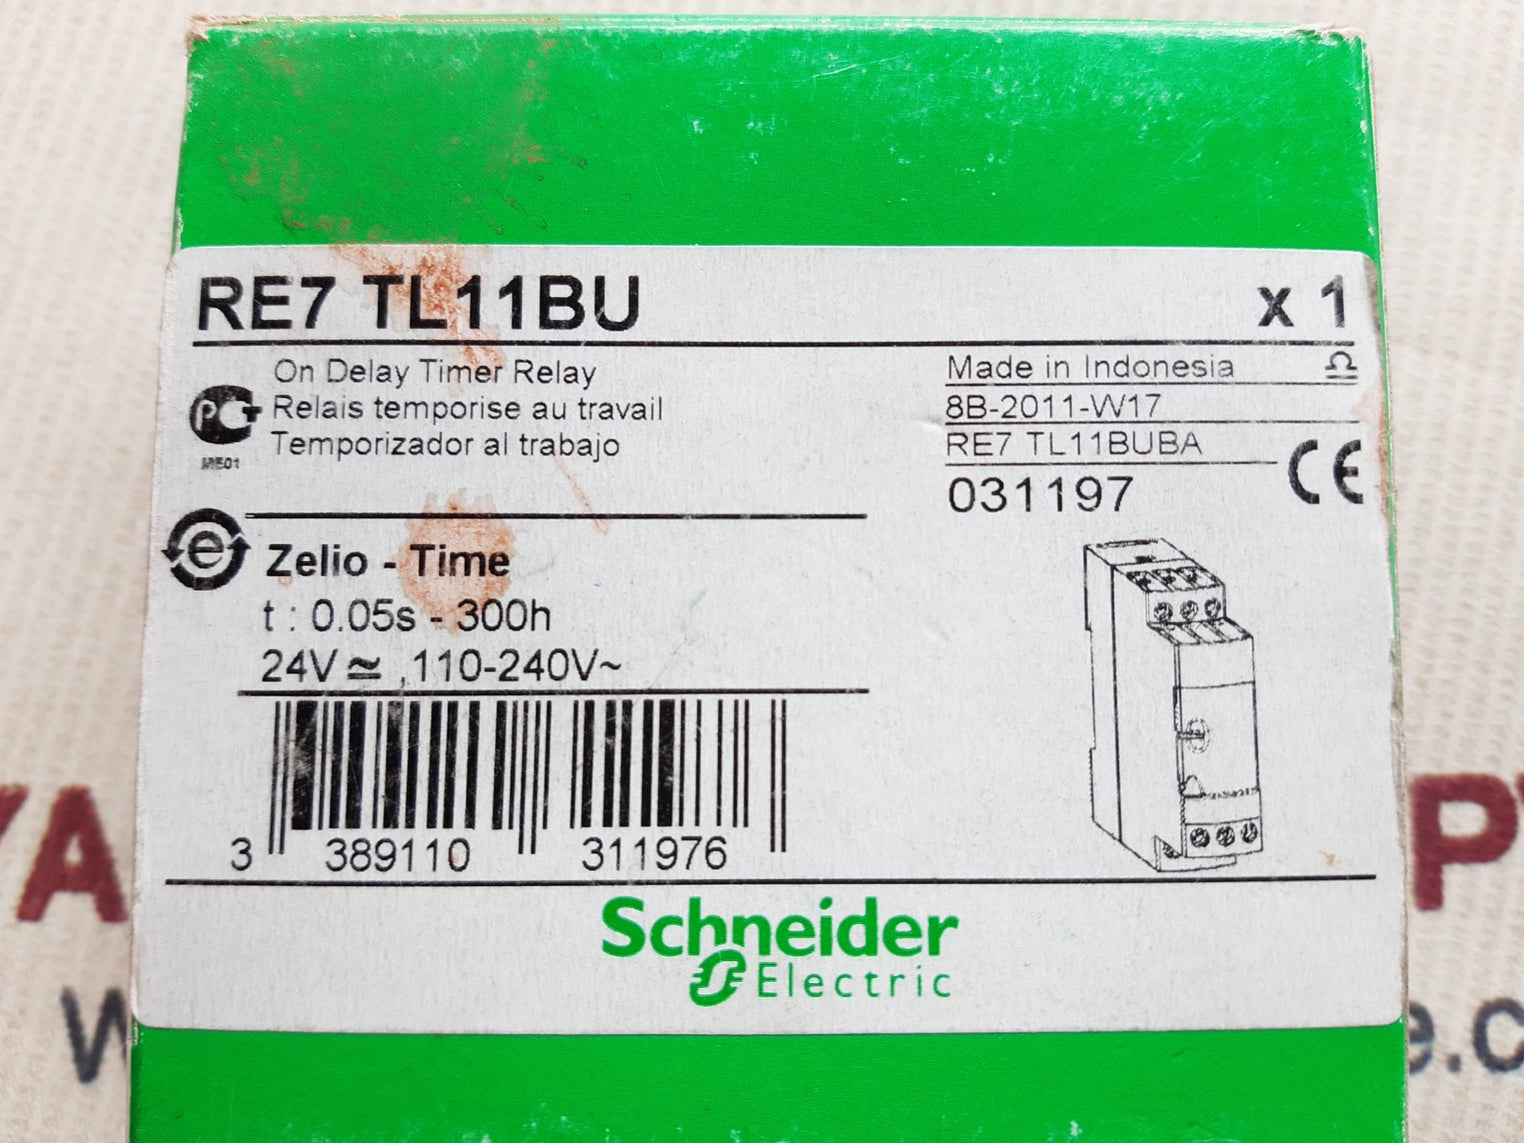 RE7 TL11BU x 1
On Delay Timer Relay
Relais temporise au travail
Temporizador al trabajo
ME01
Made in Indonesia
8B-2011-W17
RE7 TL11BUBA
031197
CE
Zelio - Time
t : 0.05s - 300h
24V ≃ , 110-240V~
3 389110 311976
Schneider
Electric